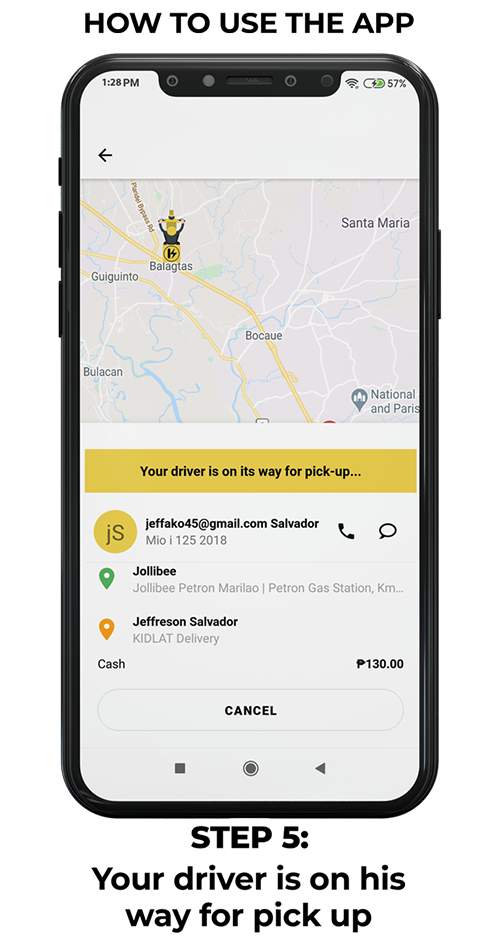 HOW TO USE THE APP
1:28 PM
57%
Plaridel Bypass Rd
Santa Maria
Balagtas
Guiguinto
Bocaue
Bulacan
National
and Paris
Your driver is on its way for pick-up...
jS
jeffako45@gmail.com Salvador
Mio i 125 2018
Jollibee
Jollibee Petron Marilao | Petron Gas Station, Km...
Jeffreson Salvador
KIDLAT Delivery
Cash
₱130.00
CANCEL
STEP 5:
Your driver is on his
way for pick up